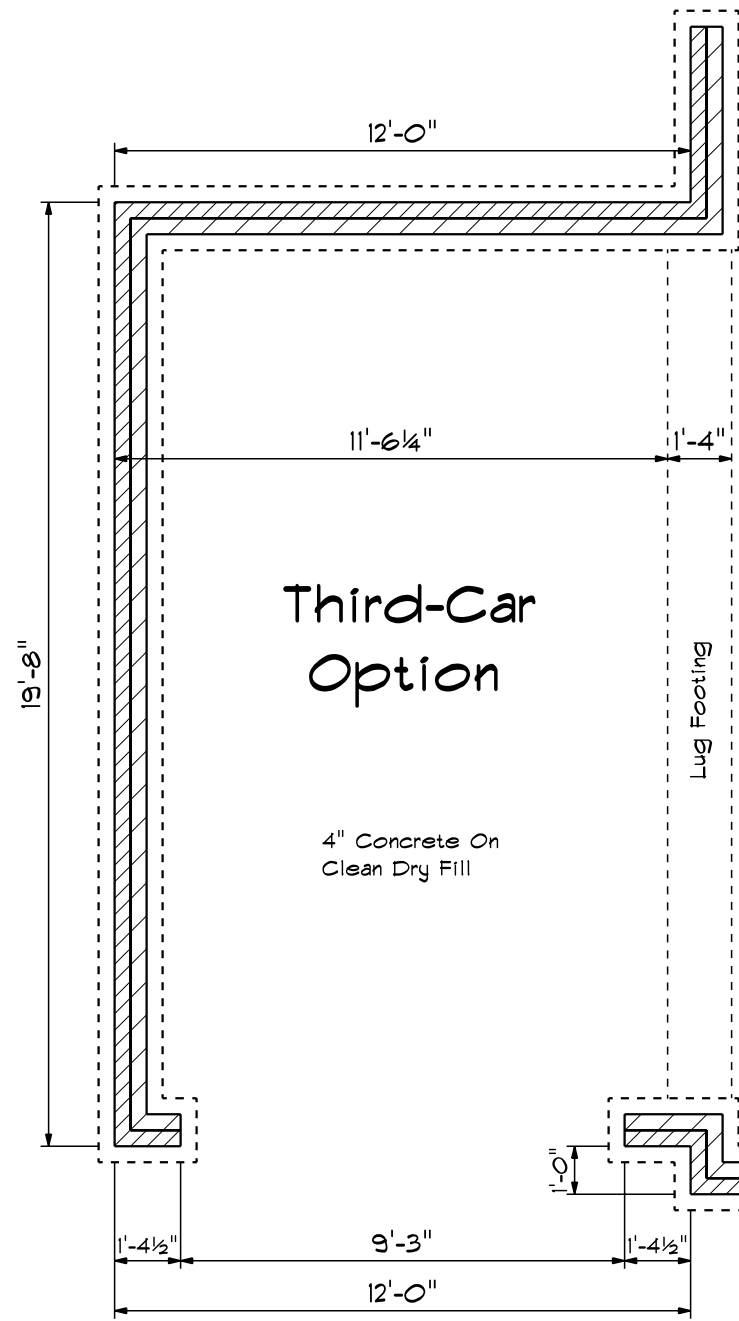 12'-0"
11'-6¼"
1'-4"
Third-Car
Option
19'-8"
Lug Footing
4" Concrete On
Clean Dry Fill
1'-0"
1'-4½"
9'-3"
1'-4½"
12'-0"